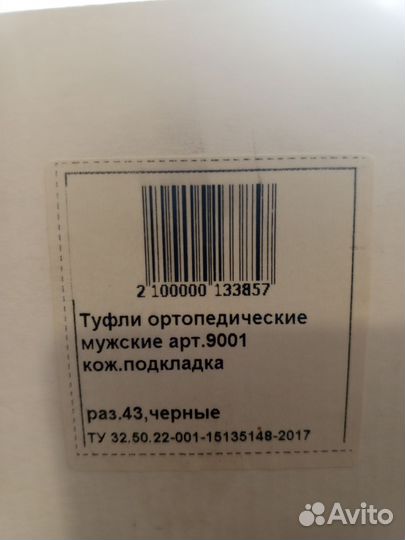 2 100000 133857
Туфли ортопедические
мужские арт.9001
кож.подкладка
раз.43,черные
ТУ 32.50.22-001-15135148-2017
Avito